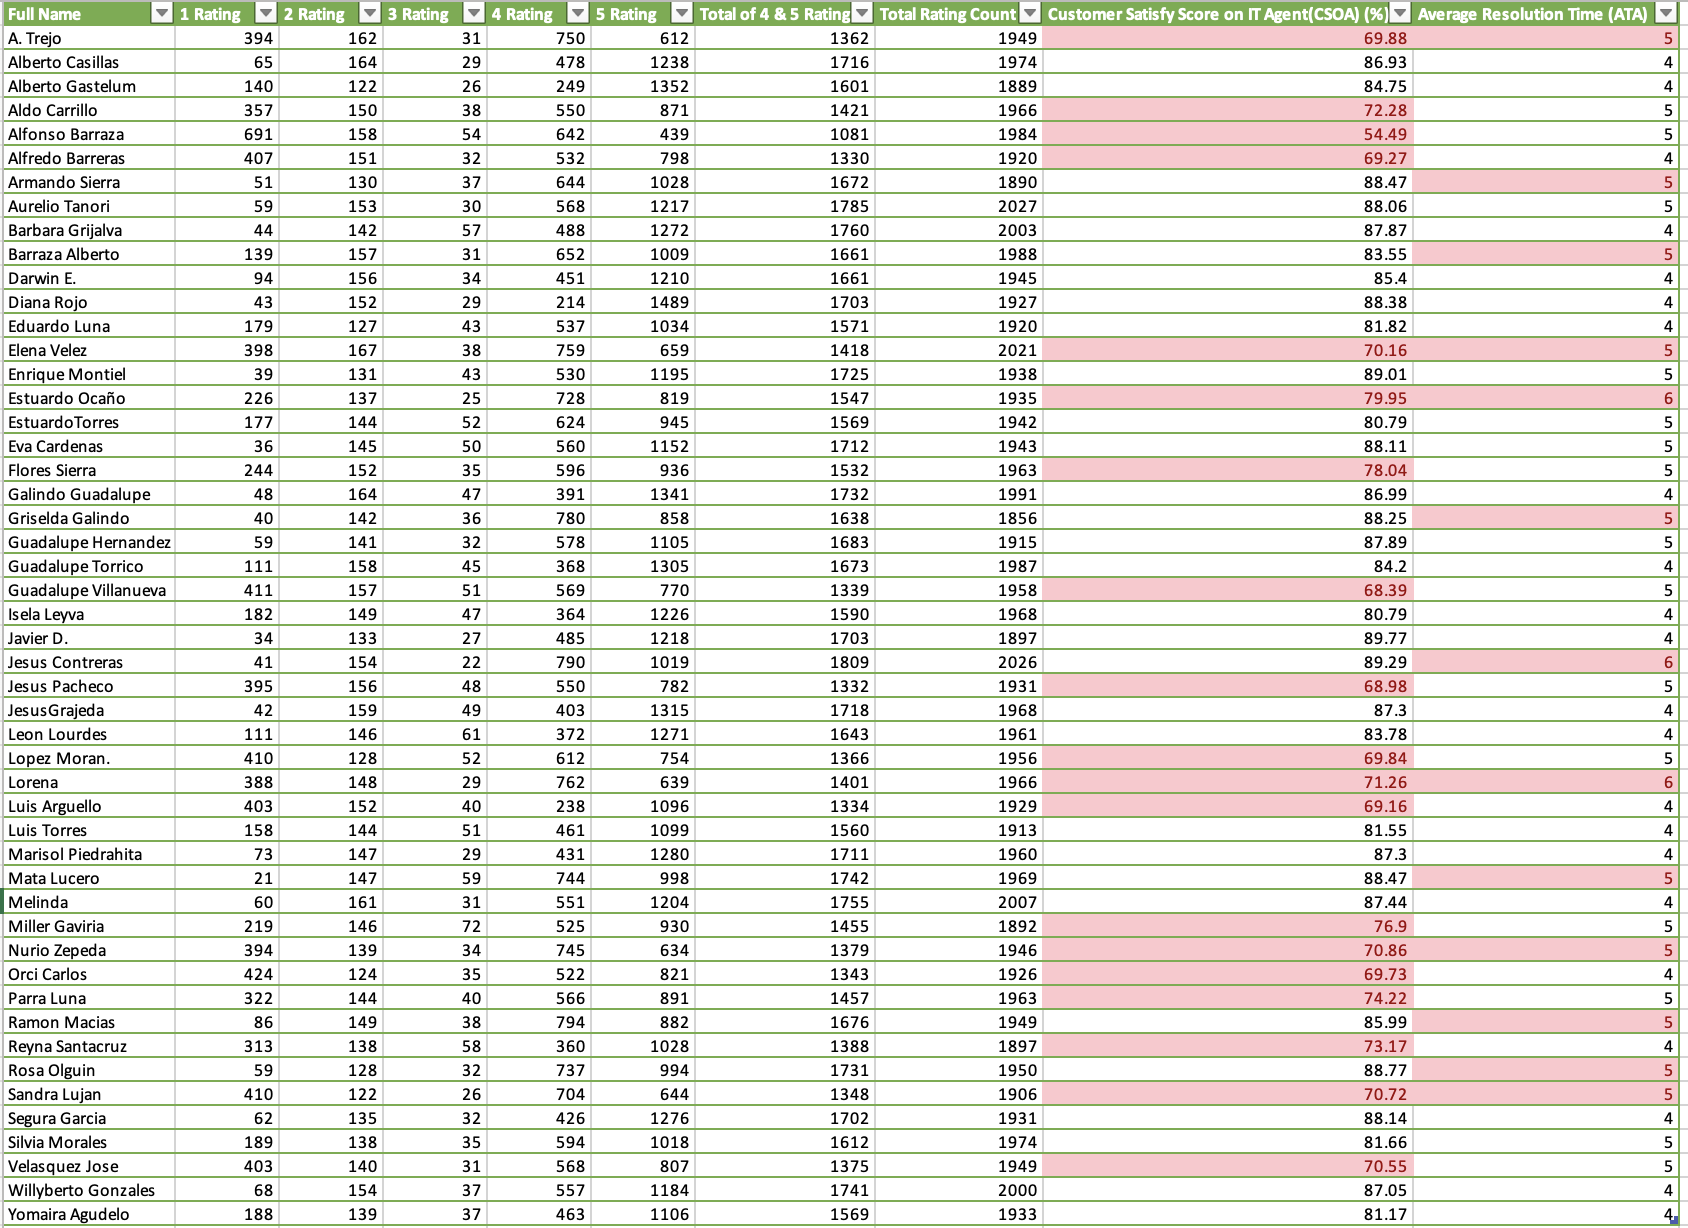 Full Name 1 Rating 2 Rating 3 Rating 4 Rating 5 Rating Total of 4 & 5 Rating Total Rating Count Customer Satisfy Score on IT Agent(CSOA) (%) Average Resolution Time (ATA)
A. Trejo 394 162 31 750 612 1362 1949 69.88 5
Alberto Casillas 65 164 29 478 1238 1716 1974 86.93 4
Alberto Gastelum 140 122 26 249 1352 1601 1889 84.75 4
Aldo Carrillo 357 150 38 550 871 1421 1966 72.28 5
Alfonso Barraza 691 158 54 642 439 1081 1984 54.49 5
Alfredo Barreras 407 151 32 532 798 1330 1920 69.27 4
Armando Sierra 51 130 37 644 1028 1672 1890 88.47 5
Aurelio Tanori 59 153 30 568 1217 1785 2027 88.06 5
Barbara Grijalva 44 142 57 488 1272 1760 2003 87.87 4
Barraza Alberto 139 157 31 652 1009 1661 1988 83.55 5
Darwin E. 94 156 34 451 1210 1661 1945 85.4 4
Diana Rojo 43 152 29 214 1489 1703 1927 88.38 4
Eduardo Luna 179 127 43 537 1034 1571 1920 81.82 4
Elena Velez 398 167 38 759 659 1418 2021 70.16 5
Enrique Montiel 39 131 43 530 1195 1725 1938 89.01 5
Estuardo Ocaño 226 137 25 728 819 1547 1935 79.95 6
EstuardoTorres 177 144 52 624 945 1569 1942 80.79 5
Eva Cardenas 36 145 50 560 1152 1712 1943 88.11 5
Flores Sierra 244 152 35 596 936 1532 1963 78.04 5
Galindo Guadalupe 48 164 47 391 1341 1732 1991 86.99 4
Griselda Galindo 40 142 36 780 858 1638 1856 88.25 5
Guadalupe Hernandez 59 141 32 578 1105 1683 1915 87.89 5
Guadalupe Torrico 111 158 45 368 1305 1673 1987 84.2 4
Guadalupe Villanueva 411 157 51 569 770 1339 1958 68.39 5
Isela Leyva 182 149 47 364 1226 1590 1968 80.79 4
Javier D. 34 133 27 485 1218 1703 1897 89.77 4
Jesus Contreras 41 154 22 790 1019 1809 2026 89.29 6
Jesus Pacheco 395 156 48 550 782 1332 1931 68.98 5
JesusGrajeda 42 159 49 403 1315 1718 1968 87.3 4
Leon Lourdes 111 146 61 372 1271 1643 1961 83.78 4
Lopez Moran. 410 128 52 612 754 1366 1956 69.84 5
Lorena 388 148 29 762 639 1401 1966 71.26 6
Luis Arguello 403 152 40 238 1096 1334 1929 69.16 4
Luis Torres 158 144 51 461 1099 1560 1913 81.55 4
Marisol Piedrahita 73 147 29 431 1280 1711 1960 87.3 4
Mata Lucero 21 147 59 744 998 1742 1969 88.47 5
Melinda 60 161 31 551 1204 1755 2007 87.44 4
Miller Gaviria 219 146 72 525 930 1455 1892 76.9 5
Nurio Zepeda 394 139 34 745 634 1379 1946 70.86 5
Orci Carlos 424 124 35 522 821 1343 1926 69.73 4
Parra Luna 322 144 40 566 891 1457 1963 74.22 5
Ramon Macias 86 149 38 794 882 1676 1949 85.99 5
Reyna Santacruz 313 138 58 360 1028 1388 1897 73.17 4
Rosa Olguin 59 128 32 737 994 1731 1950 88.77 5
Sandra Lujan 410 122 26 704 644 1348 1906 70.72 5
Segura Garcia 62 135 32 426 1276 1702 1931 88.14 4
Silvia Morales 189 138 35 594 1018 1612 1974 81.66 5
Velasquez Jose 403 140 31 568 807 1375 1949 70.55 5
Willyberto Gonzales 68 154 37 557 1184 1741 2000 87.05 4
Yomaira Agudelo 188 139 37 463 1106 1569 1933 81.17 4